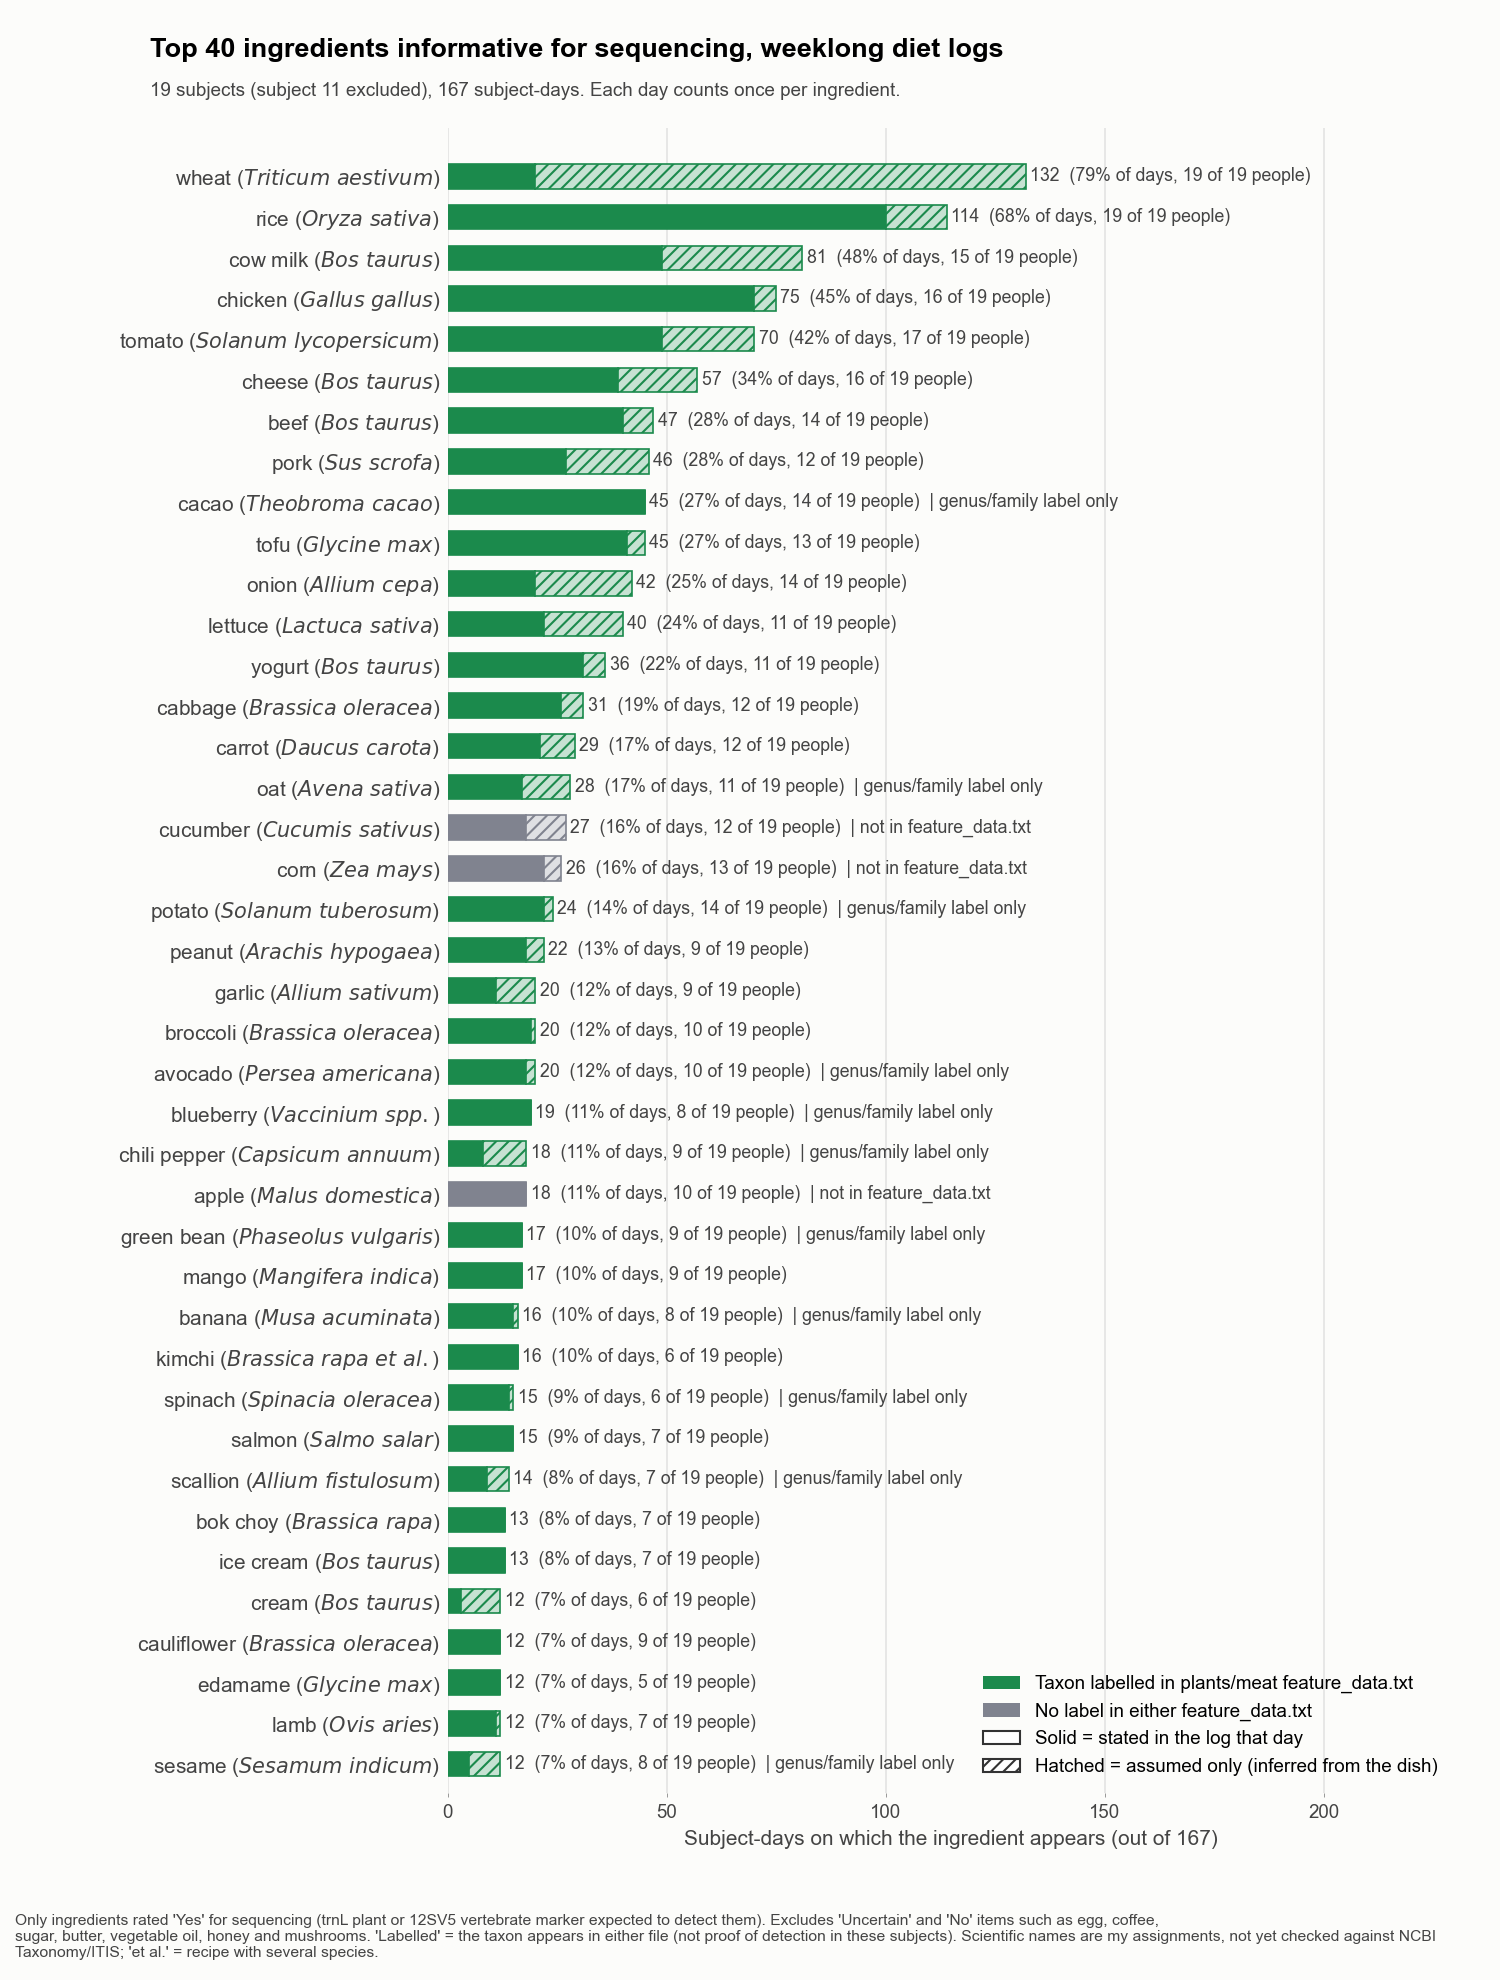 Top 40 ingredients informative for sequencing, weeklong diet logs
19 subjects (subject 11 excluded), 167 subject-days. Each day counts once per ingredient.
wheat (Triticum aestivum) 132 (79% of days, 19 of 19 people)
rice (Oryza sativa) 114 (68% of days, 19 of 19 people)
cow milk (Bos taurus) 81 (48% of days, 15 of 19 people)
chicken (Gallus gallus) 75 (45% of days, 16 of 19 people)
tomato (Solanum lycopersicum) 70 (42% of days, 17 of 19 people)
cheese (Bos taurus) 57 (34% of days, 16 of 19 people)
beef (Bos taurus) 47 (28% of days, 14 of 19 people)
pork (Sus scrofa) 46 (28% of days, 12 of 19 people)
cacao (Theobroma cacao) 45 (27% of days, 14 of 19 people) | genus/family label only
tofu (Glycine max) 45 (27% of days, 13 of 19 people)
onion (Allium cepa) 42 (25% of days, 14 of 19 people)
lettuce (Lactuca sativa) 40 (24% of days, 11 of 19 people)
yogurt (Bos taurus) 36 (22% of days, 11 of 19 people)
cabbage (Brassica oleracea) 31 (19% of days, 12 of 19 people)
carrot (Daucus carota) 29 (17% of days, 12 of 19 people)
oat (Avena sativa) 28 (17% of days, 11 of 19 people) | genus/family label only
cucumber (Cucumis sativus) 27 (16% of days, 12 of 19 people) | not in feature_data.txt
corn (Zea mays) 26 (16% of days, 13 of 19 people) | not in feature_data.txt
potato (Solanum tuberosum) 24 (14% of days, 14 of 19 people) | genus/family label only
peanut (Arachis hypogaea) 22 (13% of days, 9 of 19 people)
garlic (Allium sativum) 20 (12% of days, 9 of 19 people)
broccoli (Brassica oleracea) 20 (12% of days, 10 of 19 people)
avocado (Persea americana) 20 (12% of days, 10 of 19 people) | genus/family label only
blueberry (Vaccinium spp.) 19 (11% of days, 8 of 19 people) | genus/family label only
chili pepper (Capsicum annuum) 18 (11% of days, 9 of 19 people) | genus/family label only
apple (Malus domestica) 18 (11% of days, 10 of 19 people) | not in feature_data.txt
green bean (Phaseolus vulgaris) 17 (10% of days, 9 of 19 people) | genus/family label only
mango (Mangifera indica) 17 (10% of days, 9 of 19 people)
banana (Musa acuminata) 16 (10% of days, 8 of 19 people) | genus/family label only
kimchi (Brassica rapa et al.) 16 (10% of days, 6 of 19 people)
spinach (Spinacia oleracea) 15 (9% of days, 6 of 19 people) | genus/family label only
salmon (Salmo salar) 15 (9% of days, 7 of 19 people)
scallion (Allium fistulosum) 14 (8% of days, 7 of 19 people) | genus/family label only
bok choy (Brassica rapa) 13 (8% of days, 7 of 19 people)
ice cream (Bos taurus) 13 (8% of days, 7 of 19 people)
cream (Bos taurus) 12 (7% of days, 6 of 19 people)
cauliflower (Brassica oleracea) 12 (7% of days, 9 of 19 people)
edamame (Glycine max) 12 (7% of days, 5 of 19 people)
lamb (Ovis aries) 12 (7% of days, 7 of 19 people)
sesame (Sesamum indicum) 12 (7% of days, 8 of 19 people) | genus/family label only
Taxon labelled in plants/meat feature_data.txt
No label in either feature_data.txt
Solid = stated in the log that day
Hatched = assumed only (inferred from the dish)
0 50 100 150 200
Subject-days on which the ingredient appears (out of 167)
Only ingredients rated 'Yes' for sequencing (trnL plant or 12SV5 vertebrate marker expected to detect them). Excludes 'Uncertain' and 'No' items such as egg, coffee,
sugar, butter, vegetable oil, honey and mushrooms. 'Labelled' = the taxon appears in either file (not proof of detection in these subjects). Scientific names are my assignments, not yet checked against NCBI
Taxonomy/ITIS; 'et al.' = recipe with several species.